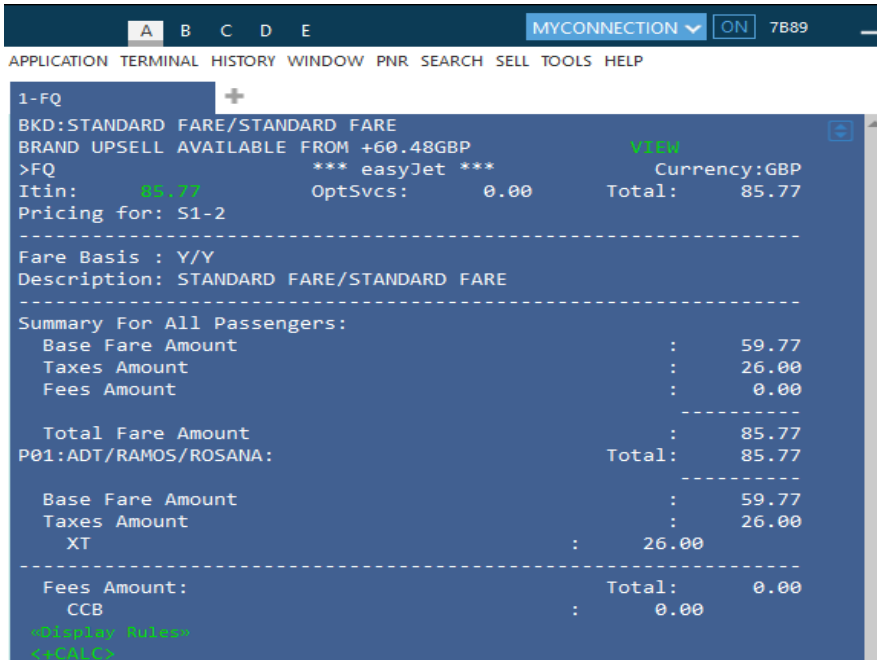 A B C D E MYCONNECTION ON 7B89
APPLICATION TERMINAL HISTORY WINDOW PNR SEARCH SELL TOOLS HELP
1-FQ
BKD:STANDARD FARE/STANDARD FARE
BRAND UPSELL AVAILABLE FROM +60.48GBP VIEW
>FQ *** easyJet *** Currency:GBP
Itin: 85.77 OptSvcs: 0.00 Total: 85.77
Pricing for: S1-2
-----------------------------------------------------------------
Fare Basis : Y/Y
Description: STANDARD FARE/STANDARD FARE
-----------------------------------------------------------------
Summary For All Passengers:
Base Fare Amount : 59.77
Taxes Amount : 26.00
Fees Amount : 0.00
----------
Total Fare Amount : 85.77
P01:ADT/RAMOS/ROSANA: Total: 85.77
----------
Base Fare Amount : 59.77
Taxes Amount : 26.00
XT : 26.00
-----------------------------------------------------------------
Fees Amount: Total: 0.00
CCB : 0.00
«Display Rules»
<+CALC>